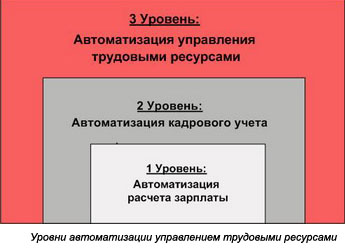 3 Уровень:
Автоматизация управления
трудовыми ресурсами
2 Уровень:
Автоматизация кадрового учета
1 Уровень:
Автоматизация
расчета зарплаты
Уровни автоматизации управлением трудовыми ресурсами